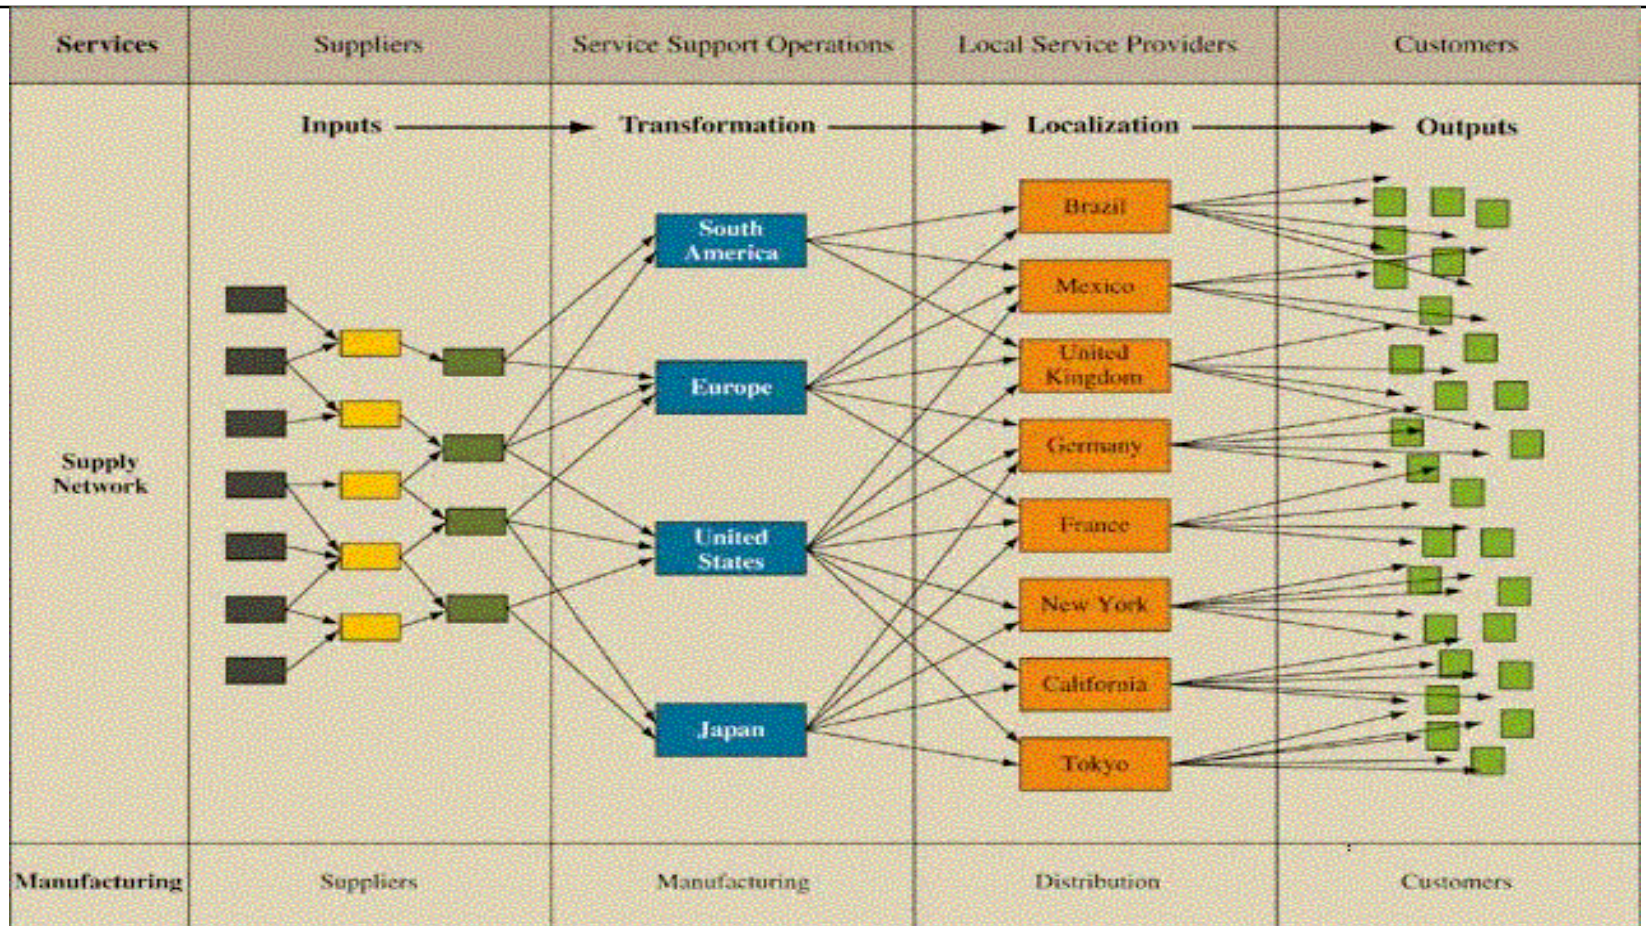 Services
Suppliers
Service Support Operations
Local Service Providers
Customers
Inputs
Transformation
Localization
Outputs
Supply
Network
South
America
Europe
United
States
Japan
Brazil
Mexico
United
Kingdom
Germany
France
New York
California
Tokyo
Manufacturing
Suppliers
Manufacturing
Distribution
Customers